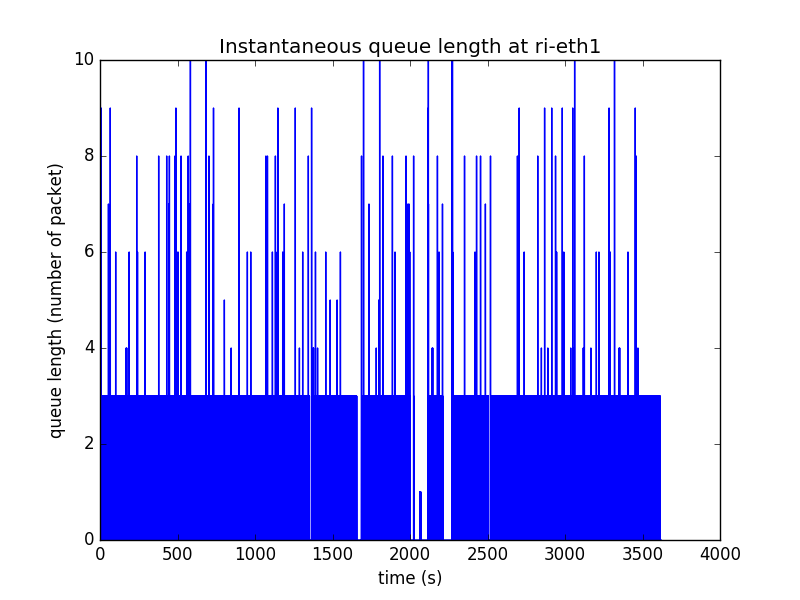 Instantaneous queue length at ri-eth1
10
8
6
4
2
0
queue length (number of packet)
0 500 1000 1500 2000 2500 3000 3500 4000
time (s)